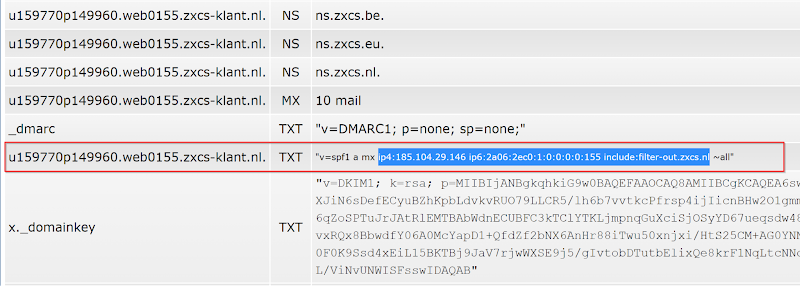 u159770p149960.web0155.zxcs-klant.nl. NS ns.zxcs.be.
u159770p149960.web0155.zxcs-klant.nl. NS ns.zxcs.eu.
u159770p149960.web0155.zxcs-klant.nl. NS ns.zxcs.nl.
u159770p149960.web0155.zxcs-klant.nl. MX 10 mail
_dmarc TXT "v=DMARC1; p=none; sp=none;"
u159770p149960.web0155.zxcs-klant.nl. TXT "v=spf1 a mx ip4:185.104.29.146 ip6:2a06:2ec0:1:0:0:0:0:155 include:filter-out.zxcs.nl ~all"
"v=DKIM1; k=rsa; p=MIIBIjANBgkqhkiG9w0BAQEFAAOCAQ8AMIIBCgKCAQEA6sw
XJiN6sDefECyuBZhKpbLdvkvRUO79LLCR5/lh6b7vvtkcPfrsp4ijIicnBHw2O1gmm
6qZoSPTuJrJAtRlEMTBAbWdnECUBFC3kTClYTKLjmpnqGuXciSjOSyYD67ueqsdw48
x._domainkey TXT vxRQx8BbwdfY06A0McYapD1+QfdZf2bNX6AnHr88iTwu50xnjxi/HtS25CM+AG0YNN
0F0K9Ssd4xEiL15BKTBj9JaV7rjwWXSE9j5/gIvtobDTutbElixQe8krF1NqLtcNNc
L/ViNvUNWISFsswIDAQAB"